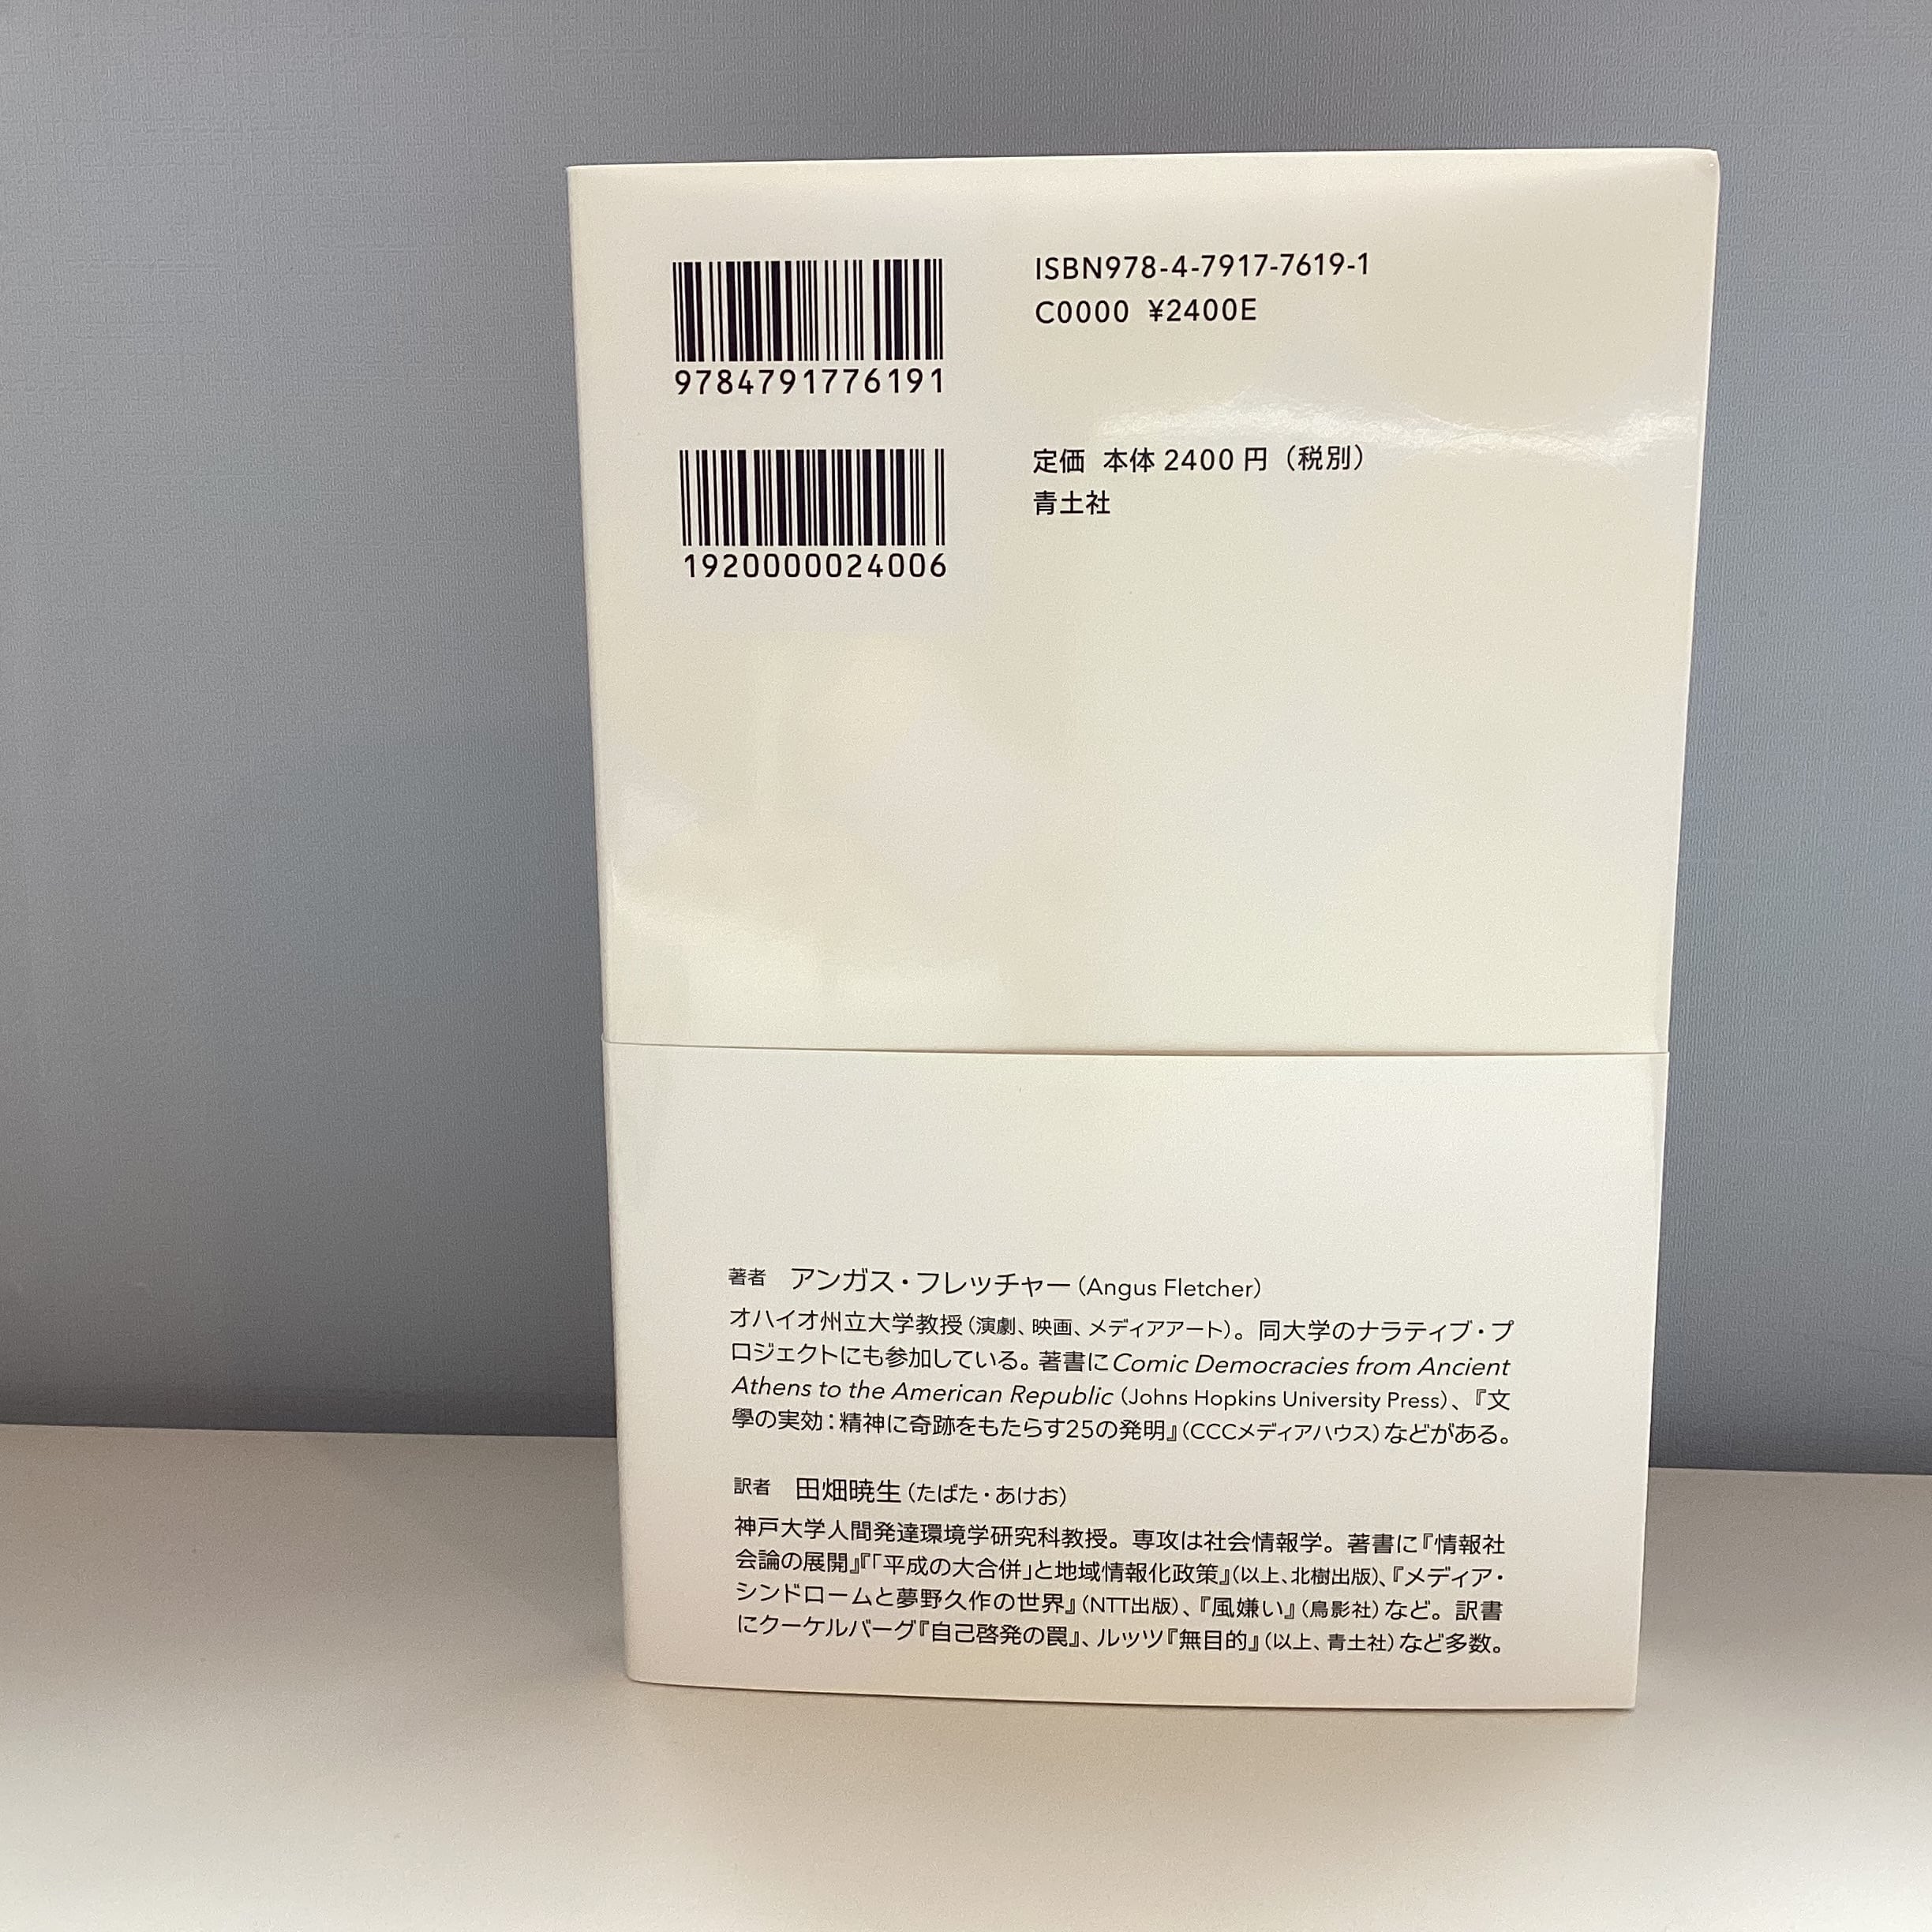 9784791776191
ISBN978-4-7917-7619-1
C0000 ¥2400E
1920000024006
定価 本体 2400 円（税別）
青土社
著者 アンガス・フレッチャー（Angus Fletcher）
オハイオ州立大学教授（演劇、映画、メディアアート）。同大学のナラティブ・プ
ロジェクトにも参加している。著書にComic Democracies from Ancient
Athens to the American Republic（Johns Hopkins University Press）、『文
學の実効：精神に奇跡をもたらす25の発明』（CCCメディアハウス）などがある。
訳者 田畑暁生（たばた・あけお）
神戸大学人間発達環境学研究科教授。専攻は社会情報学。著書に『情報社
会論の展開』『「平成の大合併」と地域情報化政策』（以上、北樹出版）、『メディア・
シンドロームと夢野久作の世界』（NTT出版）、『風嫌い』（鳥影社）など。訳書
にクーケルバーグ『自己啓発の罠』、ルッツ『無目的』（以上、青土社）など多数。